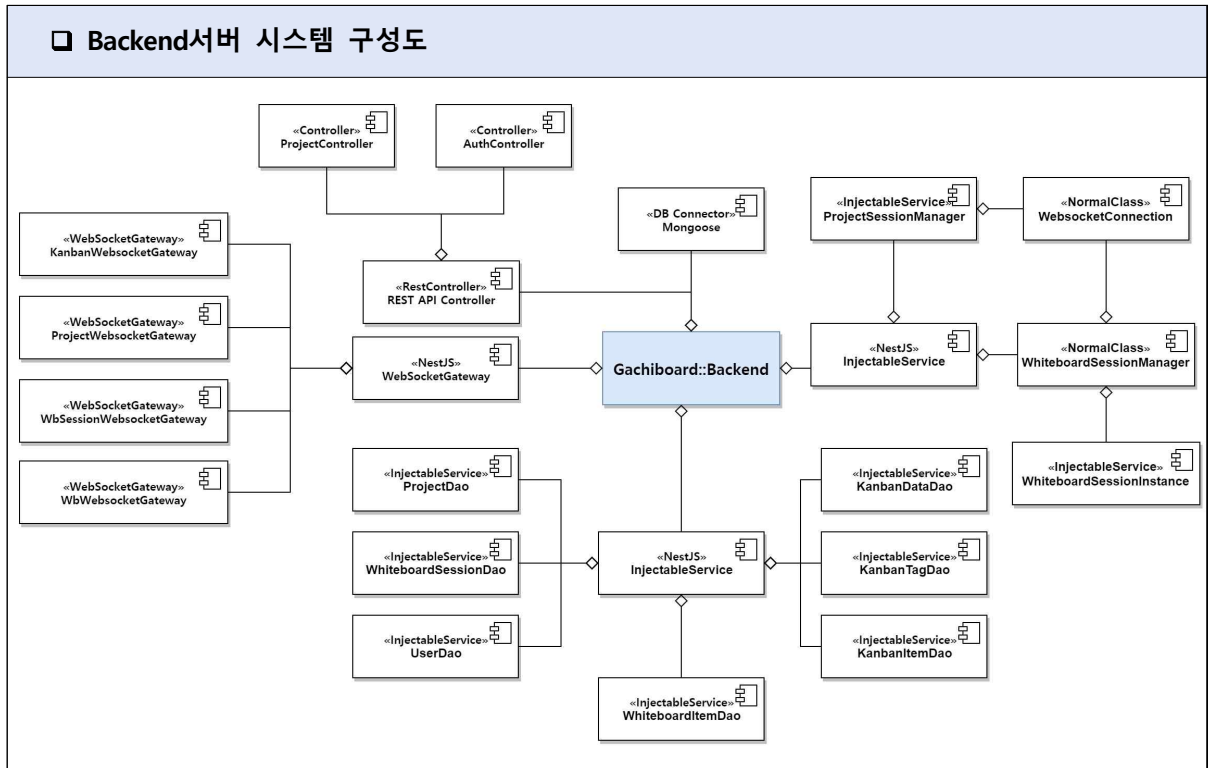 ❑ Backend서버 시스템 구성도
«Controller»
ProjectController
«Controller»
AuthController
«DB Connector»
Mongoose
«InjectableService»
ProjectSessionManager
«NormalClass»
WebsocketConnection
«WebSocketGateway»
KanbanWebsocketGateway
«RestController»
REST API Controller
«WebSocketGateway»
ProjectWebsocketGateway
«NestJS»
WebSocketGateway
Gachiboard::Backend
«NestJS»
InjectableService
«NormalClass»
WhiteboardSessionManager
«WebSocketGateway»
WbSessionWebsocketGateway
«WebSocketGateway»
WbWebsocketGateway
«InjectableService»
ProjectDao
«InjectableService»
KanbanDataDao
«InjectableService»
WhiteboardSessionInstance
«InjectableService»
WhiteboardSessionDao
«NestJS»
InjectableService
«InjectableService»
KanbanTagDao
«InjectableService»
UserDao
«InjectableService»
KanbanItemDao
«InjectableService»
WhiteboardItemDao